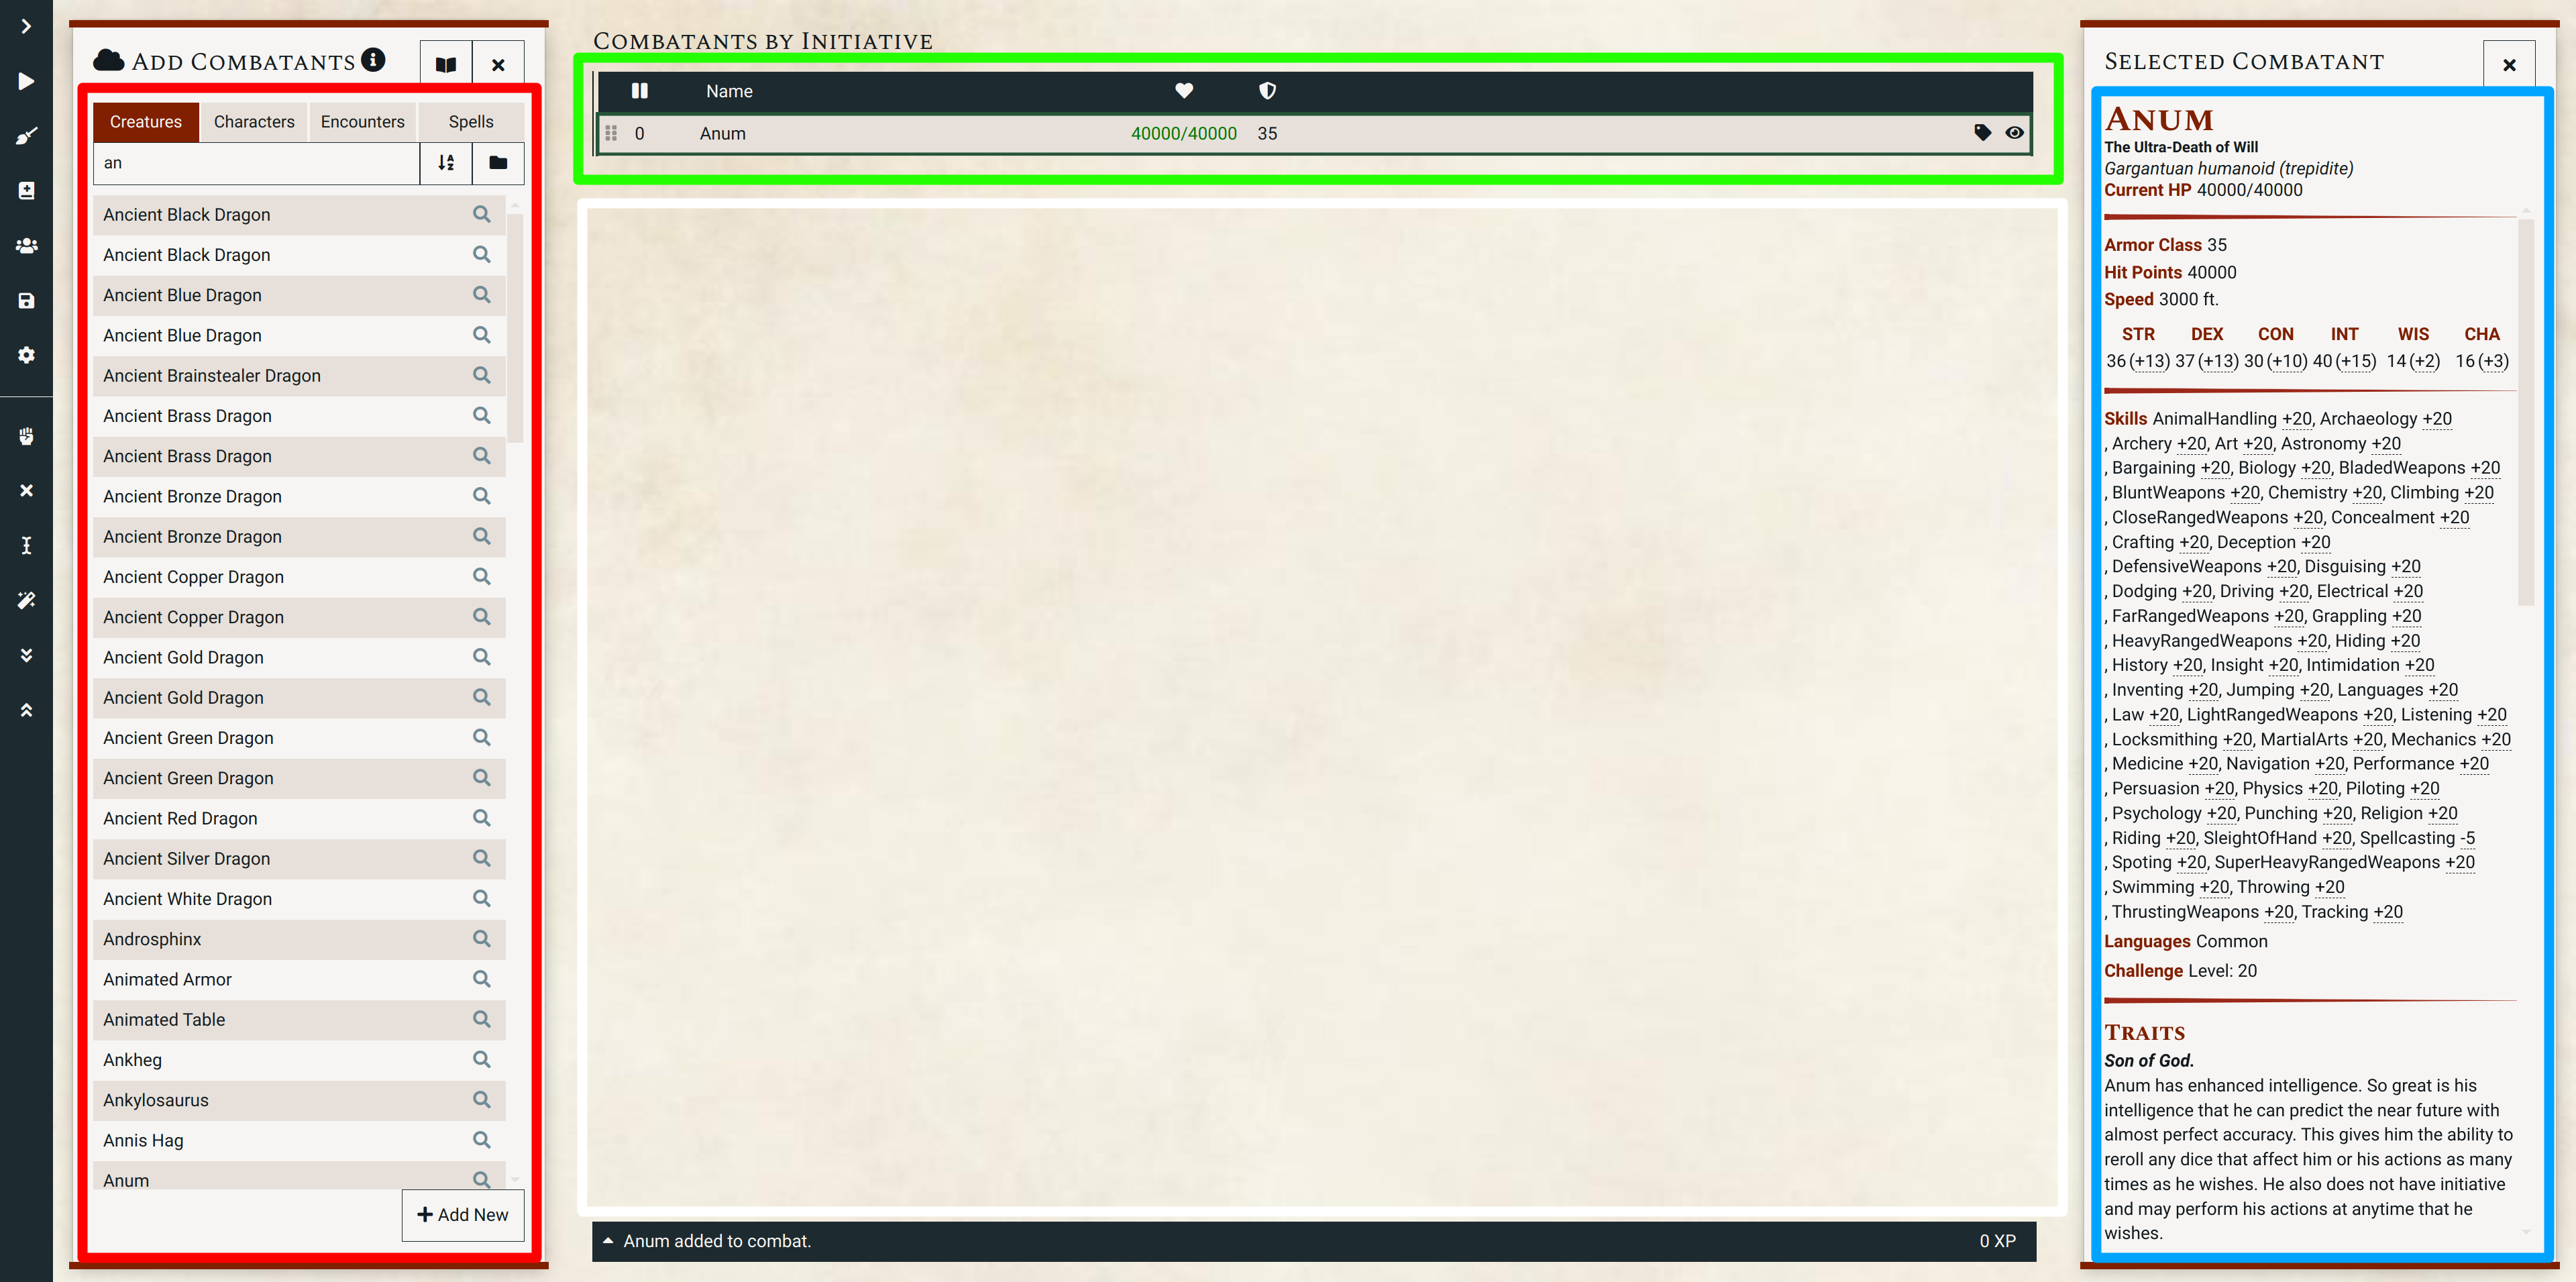 ADD COMBATANTS
Creatures
Characters
Encounters
Spells
an
Ancient Black Dragon
Ancient Black Dragon
Ancient Blue Dragon
Ancient Blue Dragon
Ancient Brainstealer Dragon
Ancient Brass Dragon
Ancient Brass Dragon
Ancient Bronze Dragon
Ancient Bronze Dragon
Ancient Copper Dragon
Ancient Copper Dragon
Ancient Gold Dragon
Ancient Gold Dragon
Ancient Green Dragon
Ancient Green Dragon
Ancient Red Dragon
Ancient Silver Dragon
Ancient White Dragon
Androsphinx
Animated Armor
Animated Table
Ankheg
Ankylosaurus
Annis Hag
Anum
Add New
COMBATANTS BY INITIATIVE
Name
0 Anum 40000/40000 35
Anum added to combat. 0 XP
SELECTED COMBATANT
ANUM
The Ultra-Death of Will
Gargantuan humanoid (trepidite)
Current HP 40000/40000
Armor Class 35
Hit Points 40000
Speed 3000 ft.
STR DEX CON INT WIS CHA
36 (+13) 37 (+13) 30 (+10) 40 (+15) 14 (+2) 16 (+3)
Skills AnimalHandling +20, Archaeology +20
, Archery +20, Art +20, Astronomy +20
, Bargaining +20, Biology +20, BladedWeapons +20
, BluntWeapons +20, Chemistry +20, Climbing +20
, CloseRangedWeapons +20, Concealment +20
, Crafting +20, Deception +20
, DefensiveWeapons +20, Disguising +20
, Dodging +20, Driving +20, Electrical +20
, FarRangedWeapons +20, Grappling +20
, HeavyRangedWeapons +20, Hiding +20
, History +20, Insight +20, Intimidation +20
, Inventing +20, Jumping +20, Languages +20
, Law +20, LightRangedWeapons +20, Listening +20
, Locksmithing +20, MartialArts +20, Mechanics +20
, Medicine +20, Navigation +20, Performance +20
, Persuasion +20, Physics +20, Piloting +20
, Psychology +20, Punching +20, Religion +20
, Riding +20, SleightOfHand +20, Spellcasting -5
, Spoting +20, SuperHeavyRangedWeapons +20
, Swimming +20, Throwing +20
, ThrustingWeapons +20, Tracking +20
Languages Common
Challenge Level: 20
TRAITS
Son of God.
Anum has enhanced intelligence. So great is his
intelligence that he can predict the near future with
almost perfect accuracy. This gives him the ability to
reroll any dice that affect him or his actions as many
times as he wishes. He also does not have initiative
and may perform his actions at anytime that he
wishes.